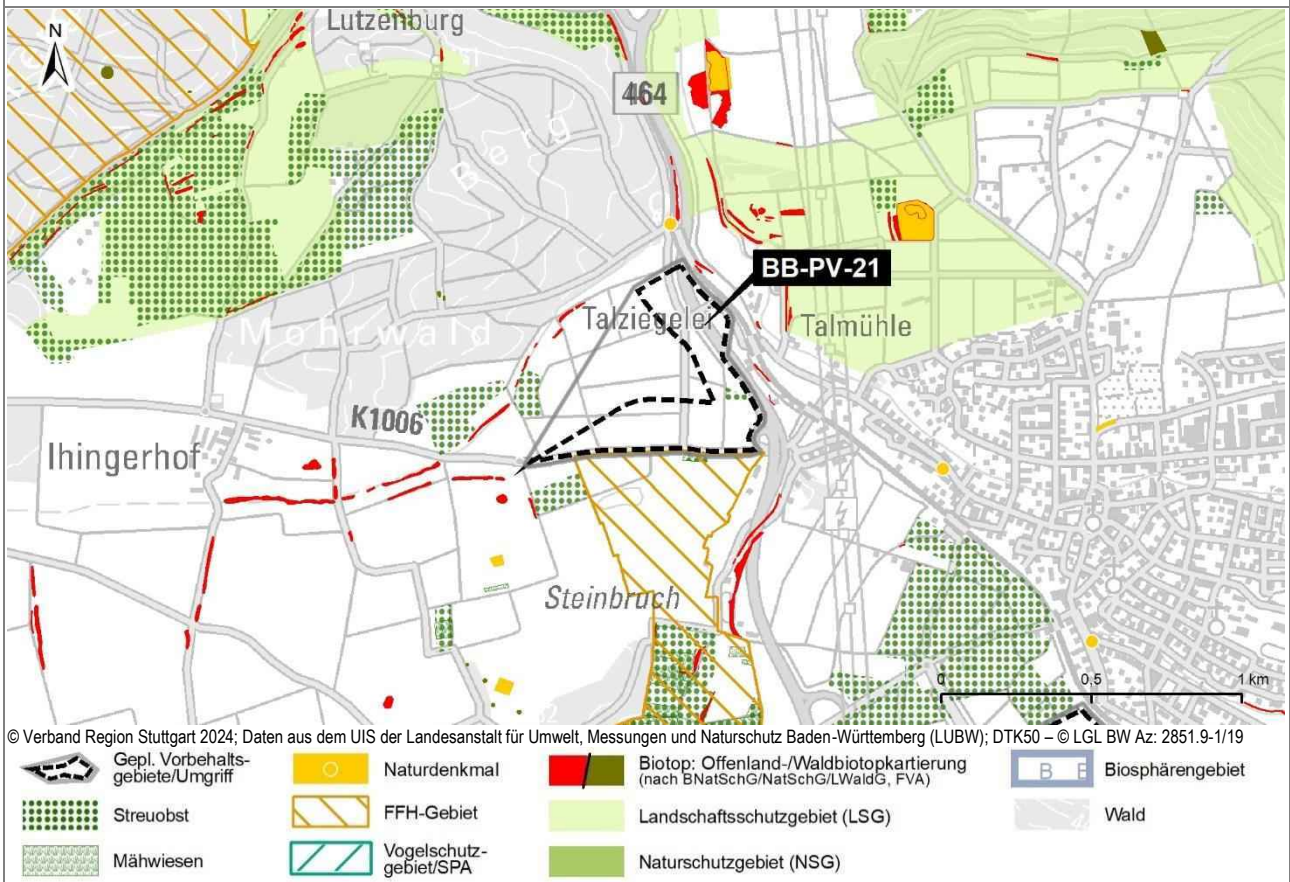 Lutzenburg
N
464
Berg
BB-PV-21
Talziegelei
Talmühle
Mohrwald
K1006
Ihingerhof
Steinbruch
0 0,5 1 km
© Verband Region Stuttgart 2024; Daten aus dem UIS der Landesanstalt für Umwelt, Messungen und Naturschutz Baden-Württemberg (LUBW); DTK50 – © LGL BW Az: 2851.9-1/19
Gepl. Vorbehalts-
gebiete/Umgriff
Naturdenkmal
Biotop: Offenland-/Waldbiotopkartierung
(nach BNatSchG/NatSchG/LWaldG, FVA)
B B
Biosphärengebiet
Streuobst
FFH-Gebiet
Landschaftsschutzgebiet (LSG)
Wald
Mähwiesen
Vogelschutz-
gebiet/SPA
Naturschutzgebiet (NSG)